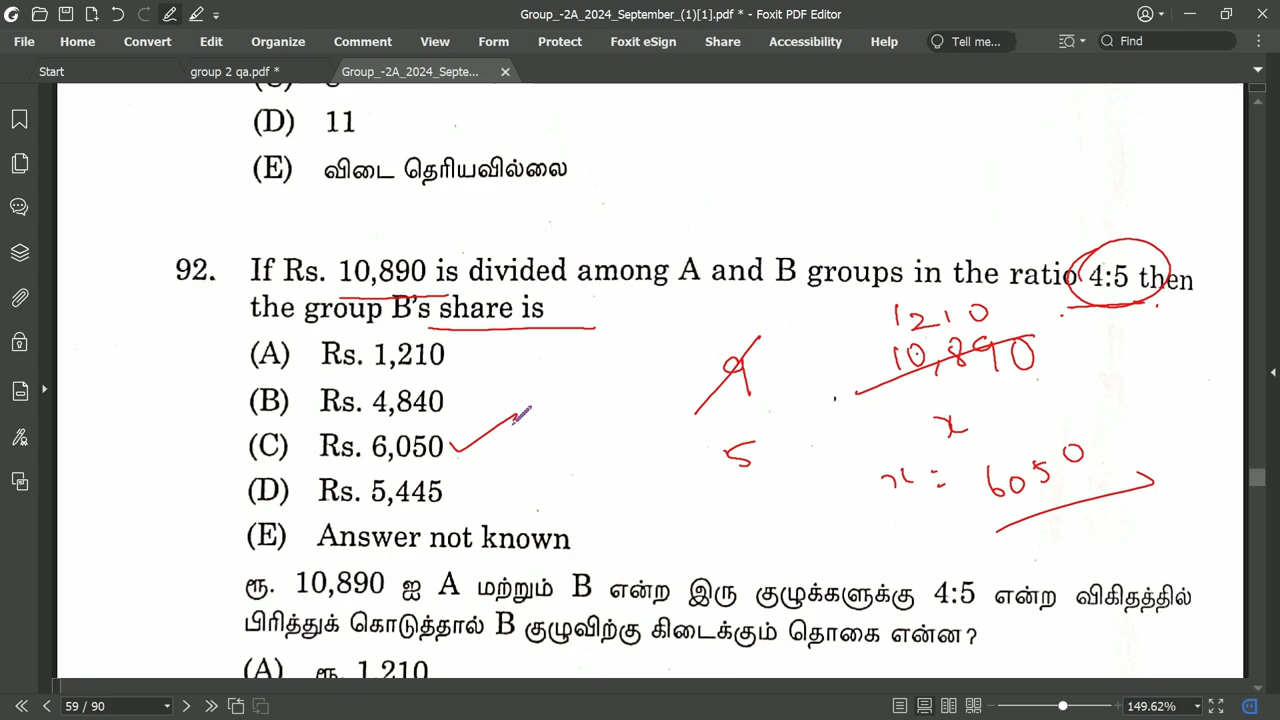 Group_-2A_2024_September_(1)[1].pdf * - Foxit PDF Editor
File Home Convert Edit Organize Comment View Form Protect Foxit eSign Share Accessibility Help Tell me... Find
Start group 2 qa.pdf * Group_-2A_2024_Septe...
(D) 11
(E) விடை தெரியவில்லை
92. If Rs. 10,890 is divided among A and B groups in the ratio 4:5 then
the group B's share is
1210
(A) Rs. 1,210
9 10,890
(B) Rs. 4,840
x
(C) Rs. 6,050
5
x = 6050
(D) Rs. 5,445
(E) Answer not known
ரூ. 10,890 ஐ A மற்றும் B என்ற இரு குழுக்களுக்கு 4:5 என்ற விகிதத்தில்
பிரித்துக் கொடுத்தால் B குழுவிற்கு கிடைக்கும் தொகை என்ன?
(A) ரூ. 1,210
59 / 90 149.62%